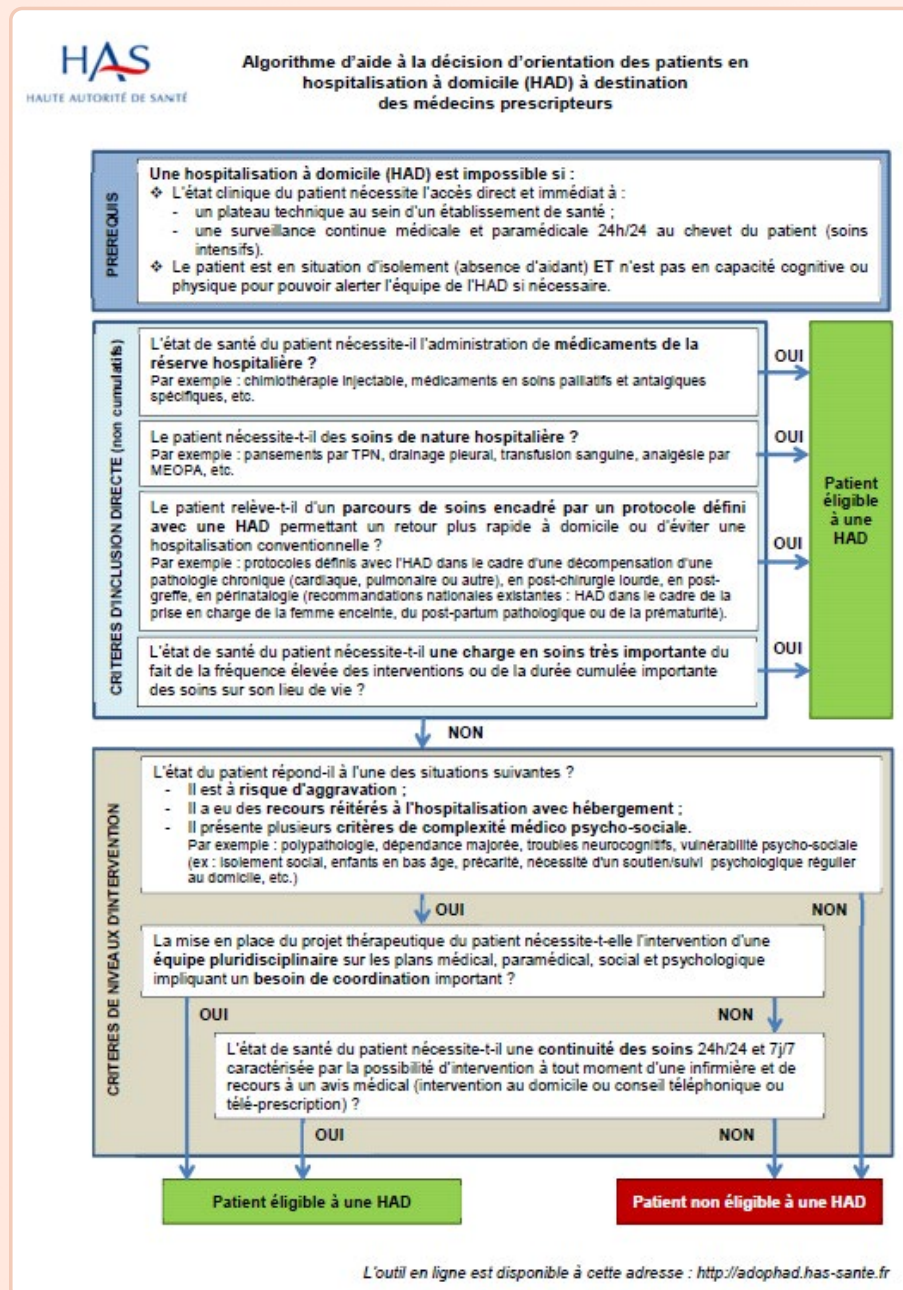 HAS
HAUTE AUTORITÉ DE SANTÉ
Algorithme d'aide à la décision d'orientation des patients en
hospitalisation à domicile (HAD) à destination
des médecins prescripteurs
PREREQUIS
Une hospitalisation à domicile (HAD) est impossible si :
❖ L'état clinique du patient nécessite l'accès direct et immédiat à :
- un plateau technique au sein d'un établissement de santé ;
- une surveillance continue médicale et paramédicale 24h/24 au chevet du patient (soins
intensifs).
❖ Le patient est en situation d'isolement (absence d'aidant) ET n'est pas en capacité cognitive ou
physique pour pouvoir alerter l'équipe de l'HAD si nécessaire.
CRITERES D'INCLUSION DIRECTE (non cumulatifs)
L'état de santé du patient nécessite-il l'administration de médicaments de la
réserve hospitalière ?
Par exemple : chimiothérapie injectable, médicaments en soins palliatifs et antalgiques
spécifiques, etc.
OUI
Le patient nécessite-t-il des soins de nature hospitalière ?
Par exemple : pansements par TPN, drainage pleural, transfusion sanguine, analgésie par
MEOPA, etc.
OUI
Le patient relève-t-il d'un parcours de soins encadré par un protocole défini
avec une HAD permettant un retour plus rapide à domicile ou d'éviter une
hospitalisation conventionnelle ?
Par exemple : protocoles définis avec l'HAD dans le cadre d'une décompensation d'une
pathologie chronique (cardiaque, pulmonaire ou autre), en post-chirurgie lourde, en post-
greffe, en périnatalogie (recommandations nationales existantes : HAD dans le cadre de la
prise en charge de la femme enceinte, du post-partum pathologique ou de la prématurité).
OUI
L'état de santé du patient nécessite-t-il une charge en soins très importante du
fait de la fréquence élevée des interventions ou de la durée cumulée importante
des soins sur son lieu de vie ?
OUI
Patient
éligible
à une
HAD
NON
CRITERES DE NIVEAUX D'INTERVENTION
L'état du patient répond-il à l'une des situations suivantes ?
- Il est à risque d'aggravation ;
- Il a eu des recours réitérés à l'hospitalisation avec hébergement ;
- Il présente plusieurs critères de complexité médico psycho-sociale.
Par exemple : polypathologie, dépendance majorée, troubles neurocognitifs, vulnérabilité psycho-sociale
(ex : isolement social, enfants en bas âge, précarité, nécessité d'un soutien/suivi psychologique régulier
au domicile, etc.)
OUI
NON
La mise en place du projet thérapeutique du patient nécessite-t-elle l'intervention d'une
équipe pluridisciplinaire sur les plans médical, paramédical, social et psychologique
impliquant un besoin de coordination important ?
OUI
NON
L'état de santé du patient nécessite-t-il une continuité des soins 24h/24 et 7j/7
caractérisée par la possibilité d'intervention à tout moment d'une infirmière et de
recours à un avis médical (intervention au domicile ou conseil téléphonique ou
télé-prescription) ?
OUI
NON
Patient éligible à une HAD
Patient non éligible à une HAD
L'outil en ligne est disponible à cette adresse : http://adophad.has-sante.fr